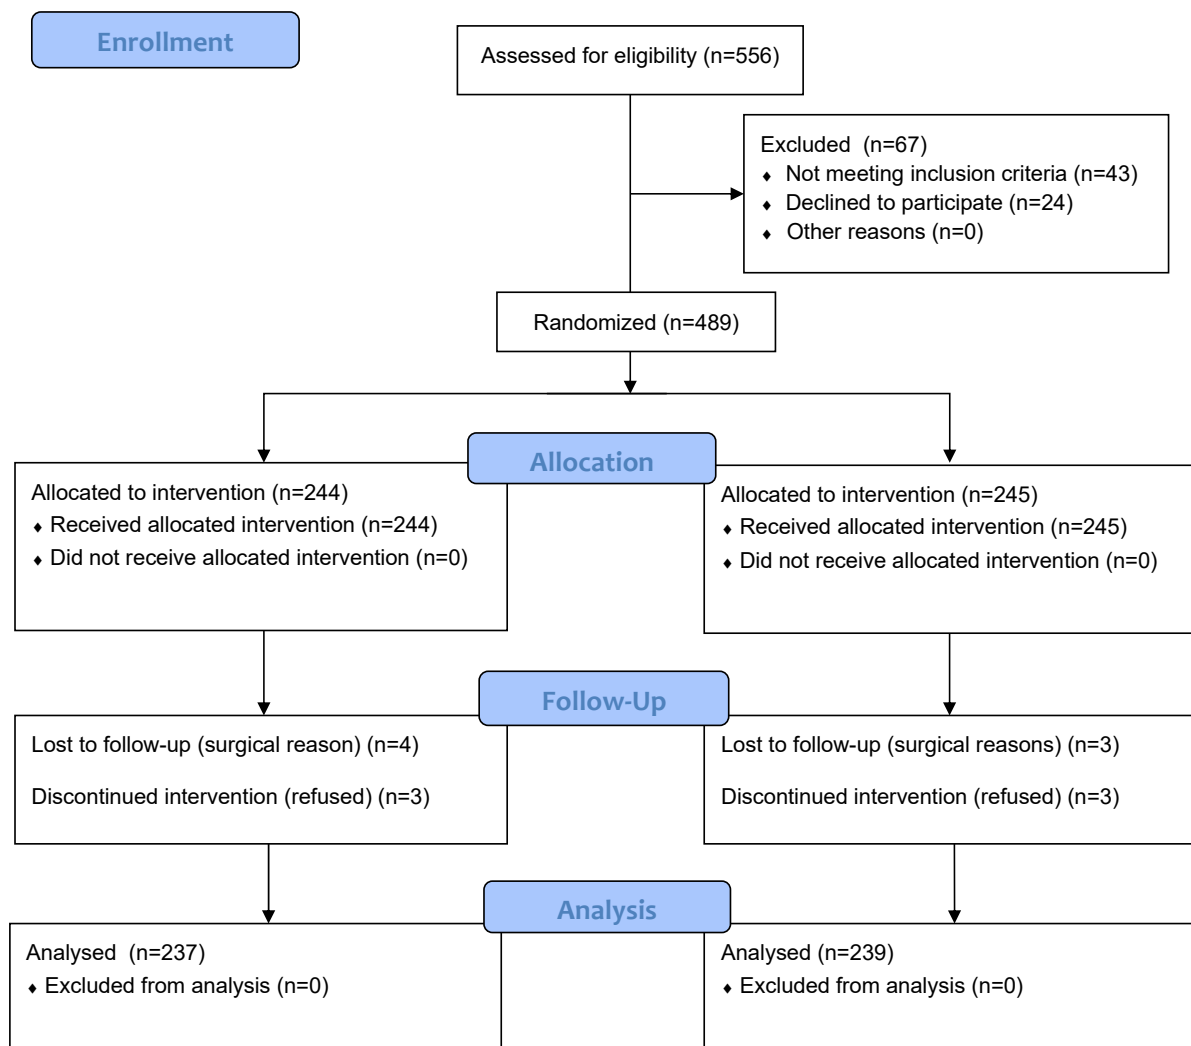 Enrollment
Assessed for eligibility (n=556)
Excluded  (n=67)
♦ Not meeting inclusion criteria (n=43)
♦ Declined to participate (n=24)
♦ Other reasons (n=0)
Randomized (n=489)
Allocation
Allocated to intervention (n=244)
♦ Received allocated intervention (n=244)
♦ Did not receive allocated intervention (n=0)
Allocated to intervention (n=245)
♦ Received allocated intervention (n=245)
♦ Did not receive allocated intervention (n=0)
Follow-Up
Lost to follow-up (surgical reason) (n=4)
Discontinued intervention (refused) (n=3)
Lost to follow-up (surgical reasons) (n=3)
Discontinued intervention (refused) (n=3)
Analysis
Analysed  (n=237)
♦ Excluded from analysis (n=0)
Analysed (n=239)
♦ Excluded from analysis (n=0)